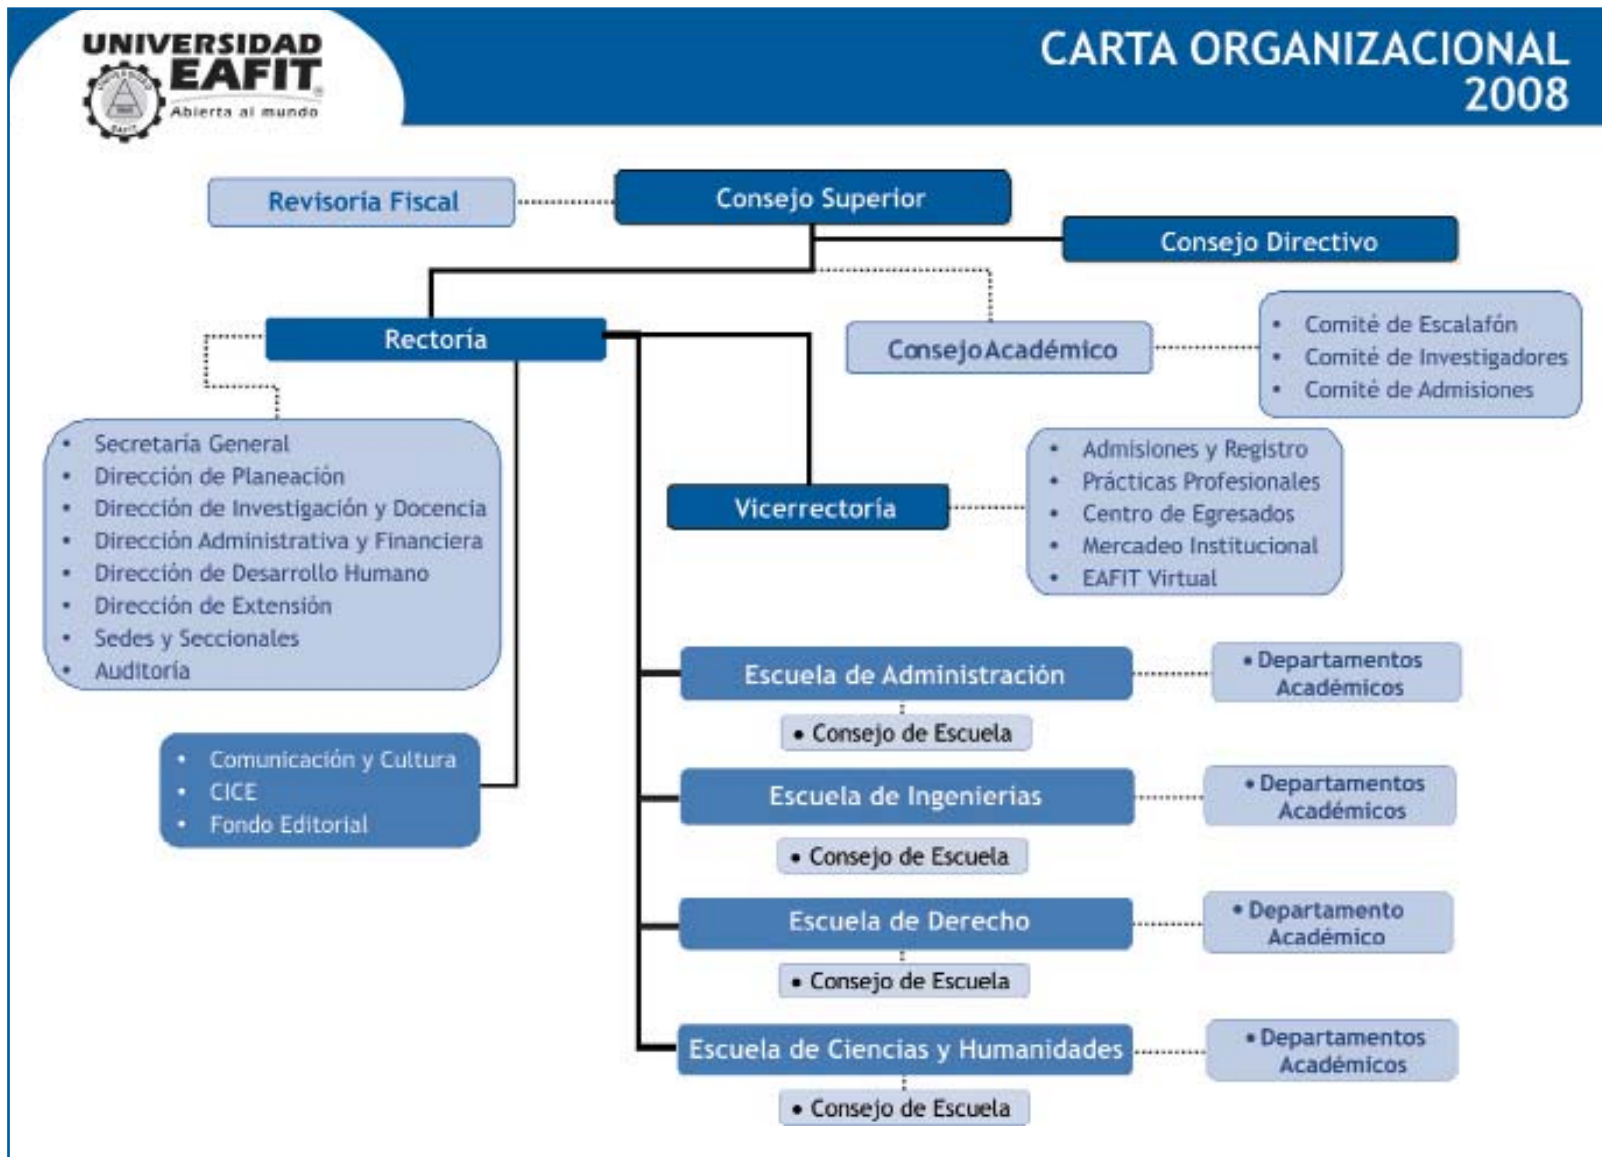 UNIVERSIDAD
EAFIT
®
Abierta al mundo
EAFIT
CARTA ORGANIZACIONAL
2008
Revisoría Fiscal
Consejo Superior
Consejo Directivo
Rectoría
ConsejoAcadémico
• Comité de Escalafón
• Comité de Investigadores
• Comité de Admisiones
• Secretaría General
• Dirección de Planeación
• Dirección de Investigación y Docencia
• Dirección Administrativa y Financiera
• Dirección de Desarrollo Humano
• Dirección de Extensión
• Sedes y Seccionales
• Auditoría
Vicerrectoría
• Admisiones y Registro
• Prácticas Profesionales
• Centro de Egresados
• Mercadeo Institucional
• EAFIT Virtual
• Comunicación y Cultura
• CICE
• Fondo Editorial
Escuela de Administración
• Departamentos
Académicos
• Consejo de Escuela
Escuela de Ingenierias
• Departamentos
Académicos
• Consejo de Escuela
Escuela de Derecho
• Departamento
Académico
• Consejo de Escuela
Escuela de Ciencias y Humanidades
• Departamentos
Académicos
• Consejo de Escuela